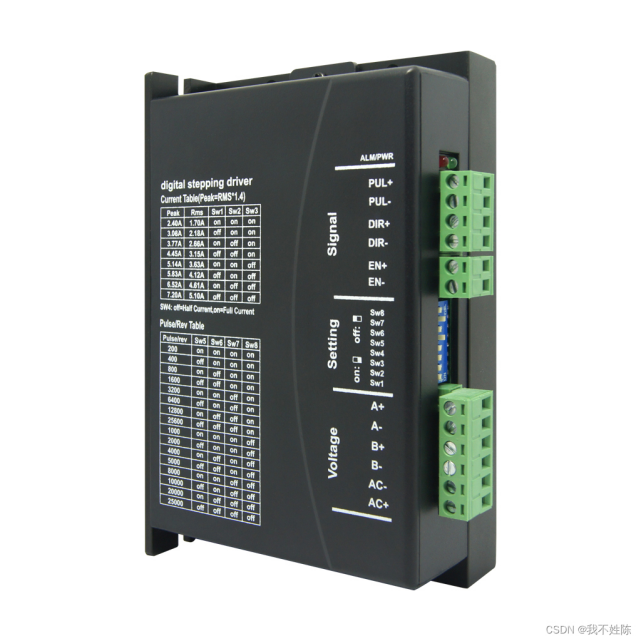 ALM/PWR
digital stepping driver
Current Table(Peak=RMS*1.4)
Peak Rms Sw1 Sw2 Sw3
2.40A 1.70A on on on
3.08A 2.18A off on on
3.77A 2.66A on off on
4.45A 3.15A off off on
5.14A 3.63A on on off
5.83A 4.12A off on off
6.52A 4.61A on off off
7.20A 5.10A off off off
SW4: off=Half Current,on=Full Current
Pulse/Rev Table
Pulse/rev Sw5 Sw6 Sw7 Sw8
200 on on on on
400 off on on on
800 on off on on
1600 off off on on
3200 on on off on
6400 off on off on
12800 on off off on
25600 off off off on
1000 on on on off
2000 off on on off
4000 on off on off
5000 off off on off
8000 on on off off
10000 off on off off
20000 on off off off
25000 off off off off
Signal
PUL+
PUL-
DIR+
DIR-
EN+
EN-
Setting
on:
off:
Sw8
Sw7
Sw6
Sw5
Sw4
Sw3
Sw2
Sw1
Voltage
A+
A-
B+
B-
AC-
AC+
CSDN @我不姓陈